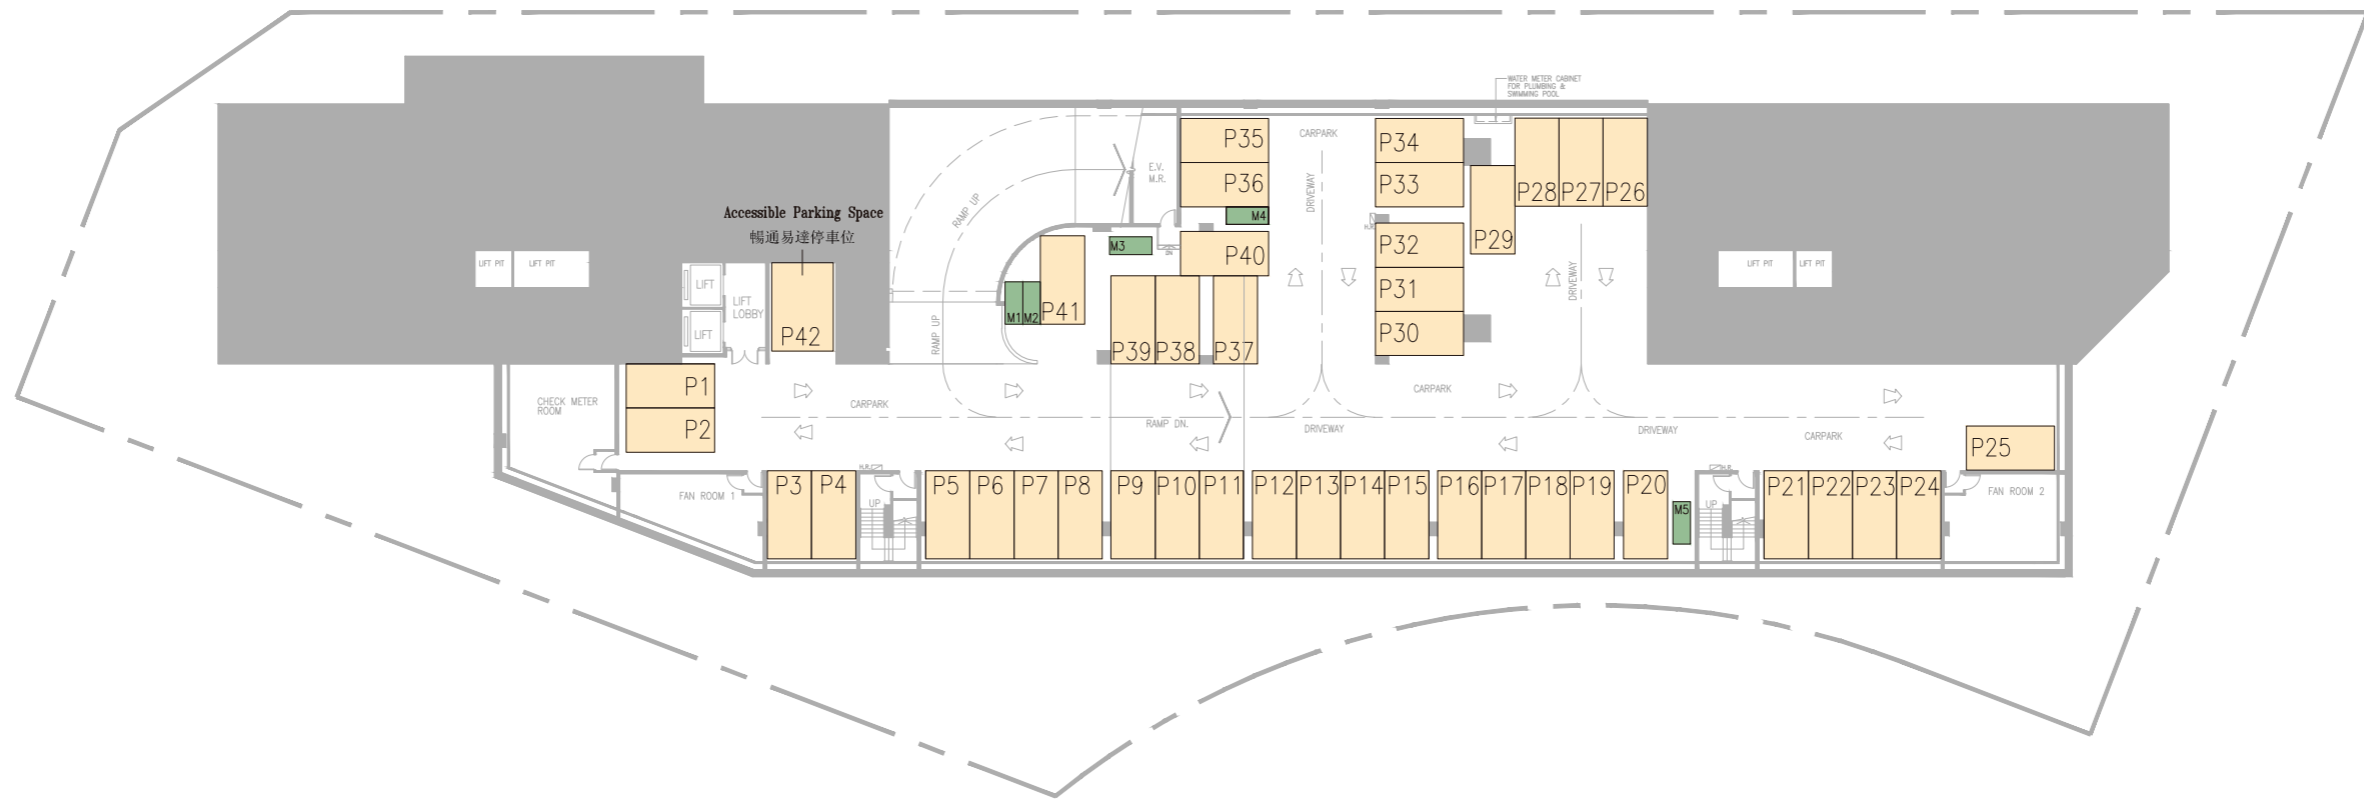 WATER METER CABINET
FOR PLUMBING &
SWIMMING POOL
P35
CARPARK
P34
E.V.
M.R.
P36
P33
P28
P27
P26
DRIVEWAY
RAMP UP
Accessible Parking Space
暢通易達停車位
M4
M3
DN
P40
P32
P29
LIFT PIT
LIFT PIT
LIFT
LIFT
LOBBY
LIFT
P42
RAMP UP
M1
M2
P41
P31
DRIVEWAY
LIFT PIT
LIFT PIT
P30
P39
P38
P37
P1
CHECK METER
ROOM
P2
CARPARK
CARPARK
RAMP DN.
DRIVEWAY
DRIVEWAY
CARPARK
P25
FAN ROOM 1
P3
P4
UP
P5
P6
P7
P8
P9
P10
P11
P12
P13
P14
P15
P16
P17
P18
P19
P20
M5
UP
P21
P22
P23
P24
FAN ROOM 2